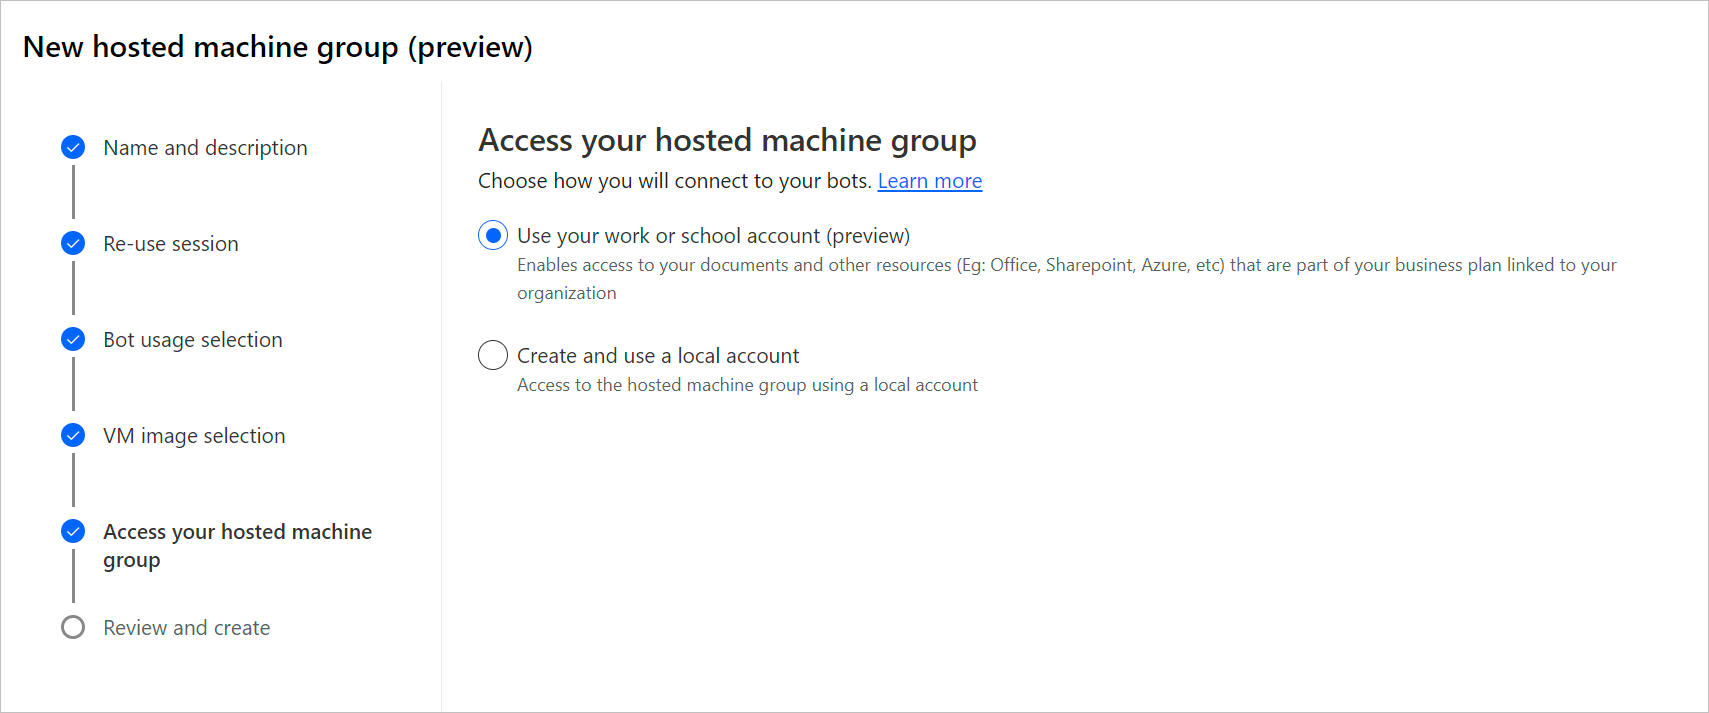 New hosted machine group (preview)
Name and description
Re-use session
Bot usage selection
VM image selection
Access your hosted machine
group
Review and create
Access your hosted machine group
Choose how you will connect to your bots. Learn more
Use your work or school account (preview)
Enables access to your documents and other resources (Eg: Office, Sharepoint, Azure, etc) that are part of your business plan linked to your
organization
Create and use a local account
Access to the hosted machine group using a local account